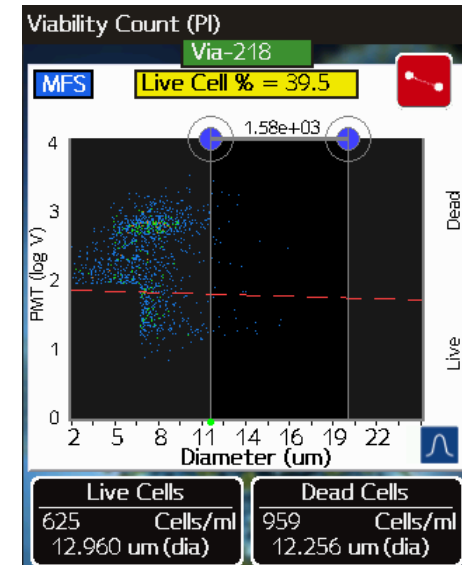 Viability Count (PI)
Via-218
MFS
Live Cell % = 39.5
1.58e+03
4
3
2
1
0
PMT (log V)
Dead
Live
2 5 8 11 14 16 19 22
Diameter (um)
Live Cells
625 Cells/ml
12.960 um (dia)
Dead Cells
959 Cells/ml
12.256 um (dia)